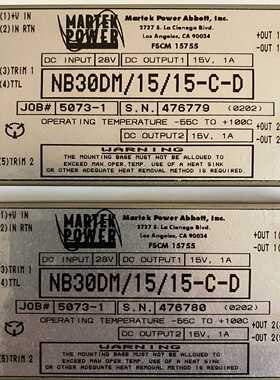 1)+V IN
2) IN RTN
MARTEK
POWER
Martek Power Abbott, Inc.
2727 S. La Cienega Blvd.
Los Angeles, CA 90034
FSCM 15755
DC INPUT 28V DC OUTPUT1 15V, 1A
+OUT 1
-OUT 1
(3)TRIM 1
(4)TTL
NB30DM/15/15-C-D
JOB# 5073-1 S.N. 476779 (0202)
OPERATING TEMPERATURE -55C TO +100C
+OUT 2
DC OUTPUT2 15V, 1A
-OUT 2
(5)TRIM 2
WARNING
THE MOUNTING BASE MUST NOT BE ALLOWED TO
EXCEED MAX.OPER.TEMP. USE OF A HEAT SINK
OR OTHER ADEQUATE HEAT REMOVAL METHOD IS REQUIRED.
1)+V IN
2) IN RTN
MARTEK
POWER
Martek Power Abbott, Inc.
2727 S. La Cienega Blvd.
Los Angeles, CA 90034
FSCM 15755
DC INPUT 28V DC OUTPUT1 15V, 1A
+OUT 1
-OUT 1
(3)TRIM 1
(4)TTL
NB30DM/15/15-C-D
JOB# 5073-1 S.N. 476780 (0202)
OPERATING TEMPERATURE -55C TO +100C
+OUT 2(
DC OUTPUT2 15V, 1A
-OUT 2(
(5)TRIM 2
WARNING
THE MOUNTING BASE MUST NOT BE ALLOWED TO
EXCEED MAX.OPER.TEMP. USE OF A HEAT SINK
OR OTHER ADEQUATE HEAT REMOVAL METHOD IS REQUIRED.